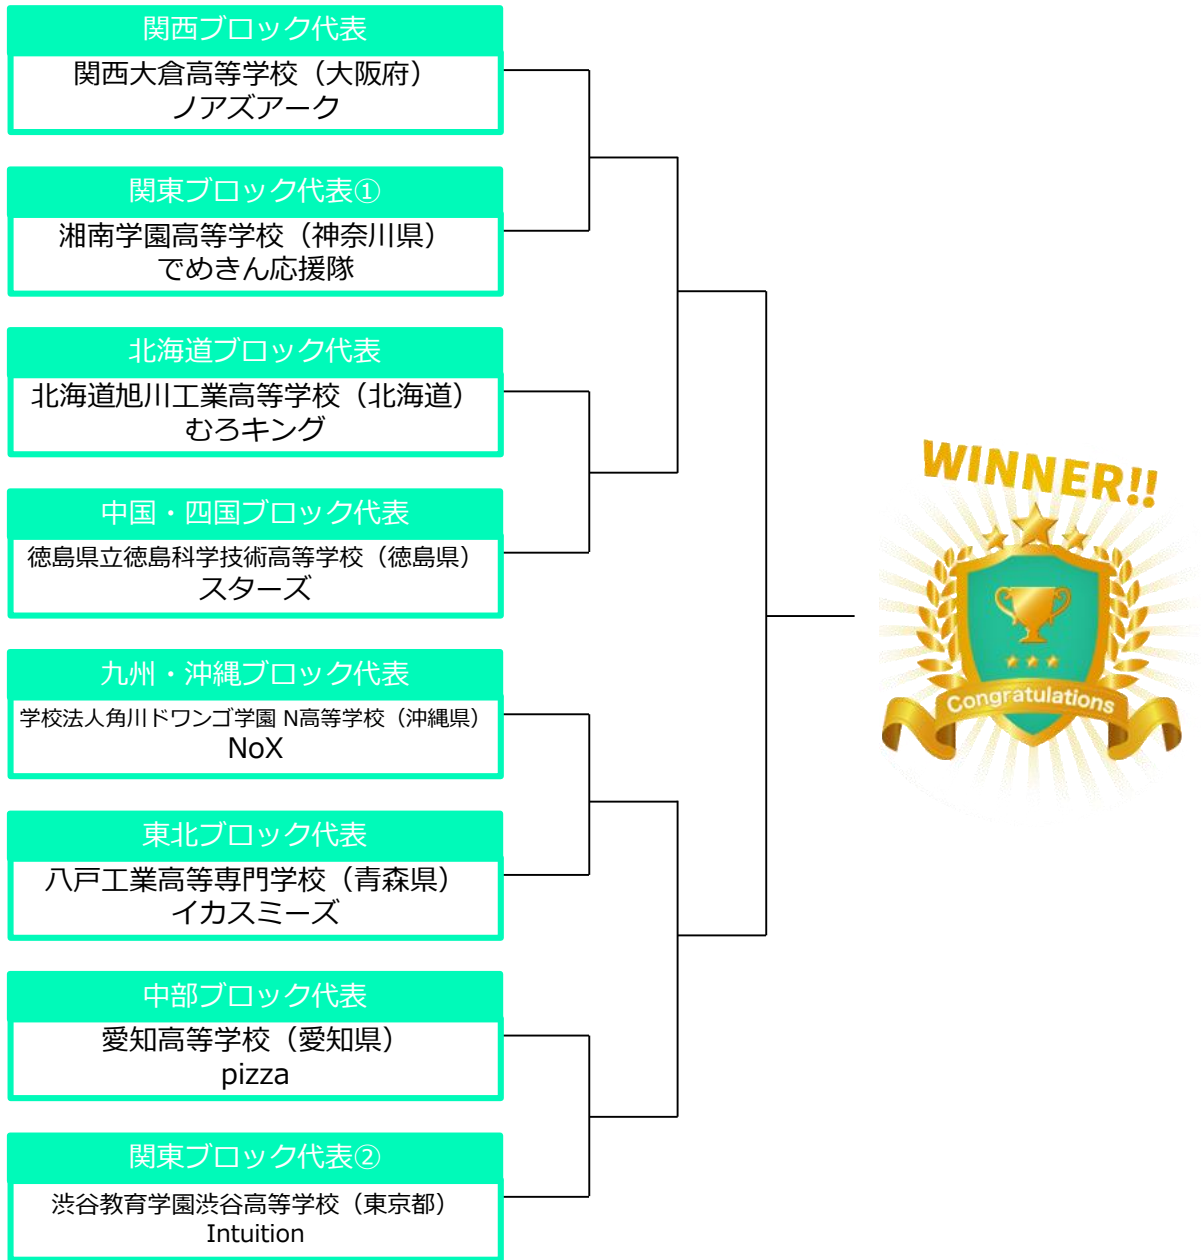 関西ブロック代表
関西大倉高等学校（大阪府）
ノアズアーク
関東ブロック代表①
湘南学園高等学校（神奈川県）
でめきん応援隊
北海道ブロック代表
北海道旭川工業高等学校（北海道）
むろキング
中国・四国ブロック代表
徳島県立徳島科学技術高等学校（徳島県）
スターズ
九州・沖縄ブロック代表
学校法人角川ドワンゴ学園 N高等学校（沖縄県）
NoX
東北ブロック代表
八戸工業高等専門学校（青森県）
イカスミーズ
中部ブロック代表
愛知高等学校（愛知県）
pizza
関東ブロック代表②
渋谷教育学園渋谷高等学校（東京都）
Intuition
WINNER!!
Congratulations